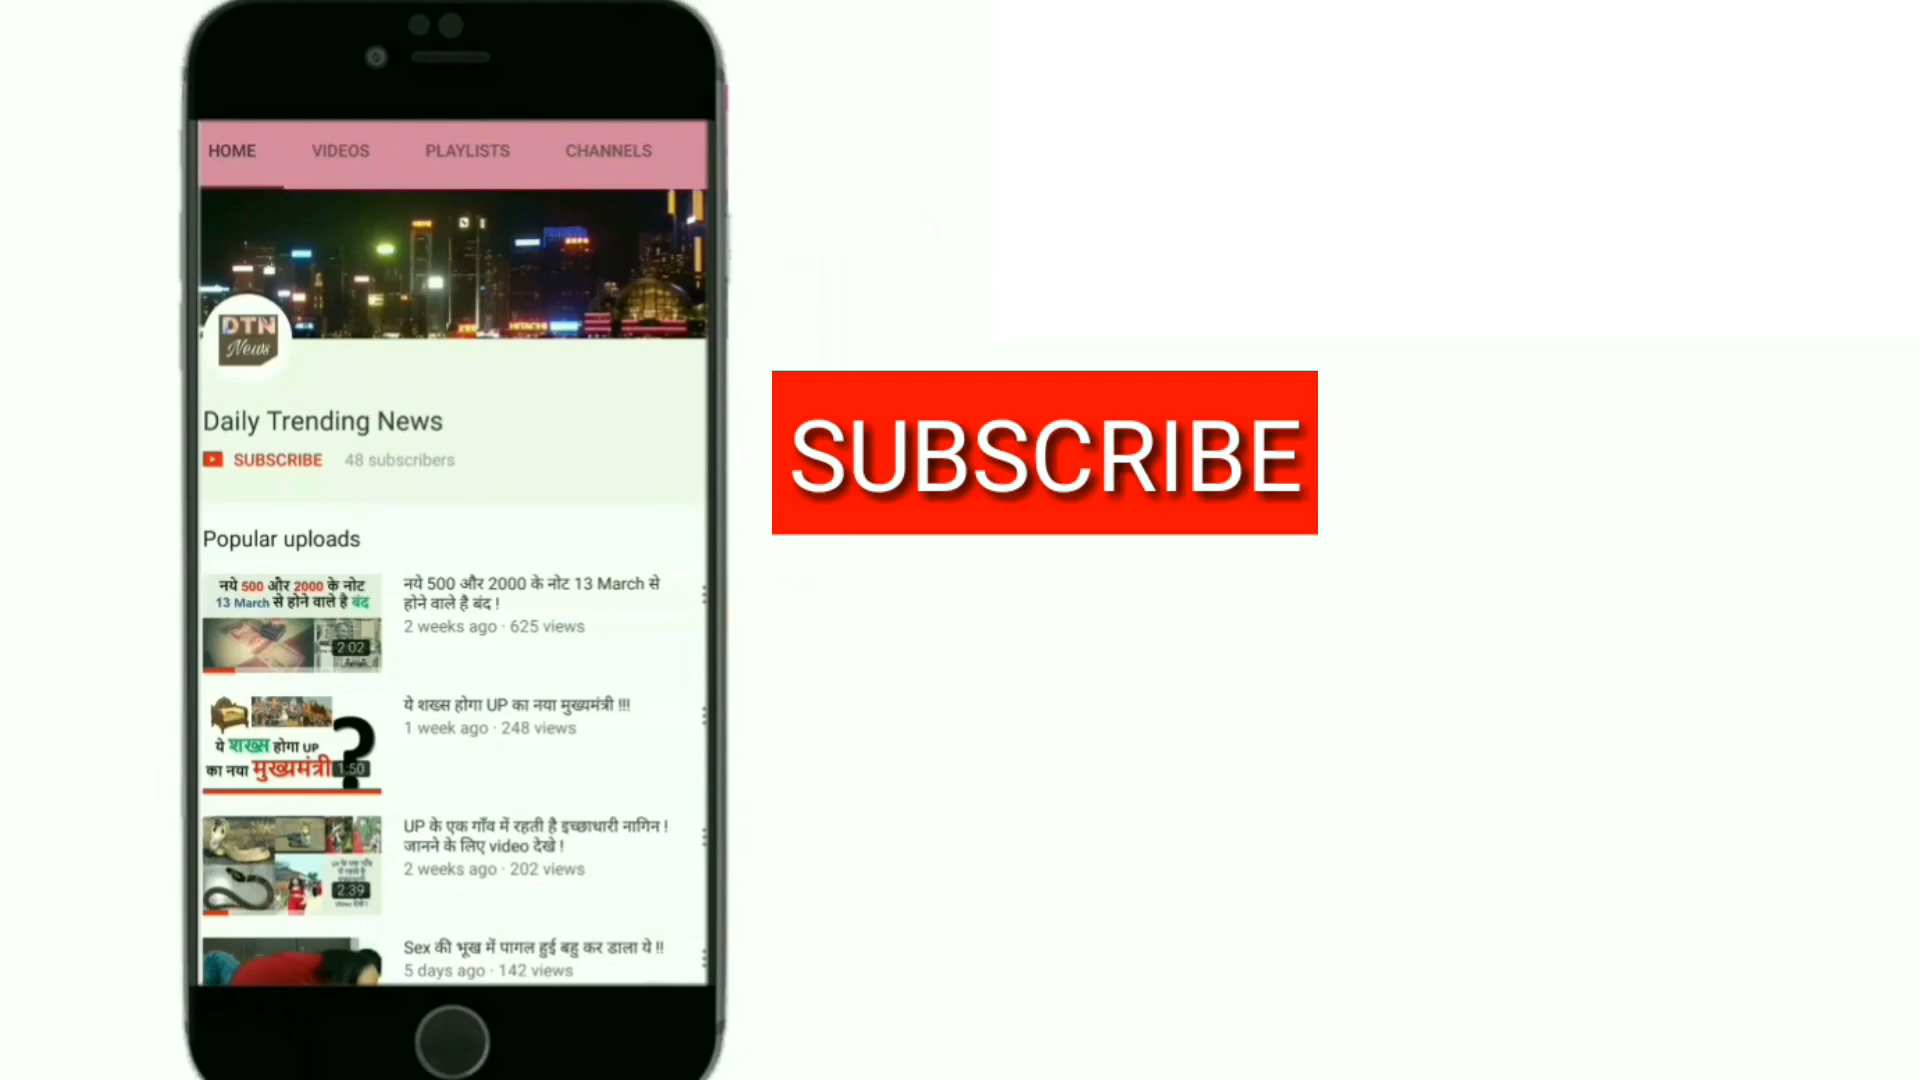 HOME VIDEOS PLAYLISTS CHANNELS
DTN
News
Daily Trending News
SUBSCRIBE 48 subscribers
SUBSCRIBE
Popular uploads
नये 500 और 2000 के नोट
13 March से होने वाले है बंद
2:02
नये 500 और 2000 के नोट 13 March से
होने वाले है बंद !
2 weeks ago · 625 views
ये शख्स होगा UP
का नया मुख्यमंत्री ?
1:50
ये शख्स होगा UP का नया मुख्यमंत्री !!!
1 week ago · 248 views
2:39
UP के एक गाँव में रहती है इच्छाधारी नागिन !
जानने के लिए video देखे !
2 weeks ago · 202 views
Sex की भूख में पागल हुई बहु कर डाला ये !!
5 days ago · 142 views